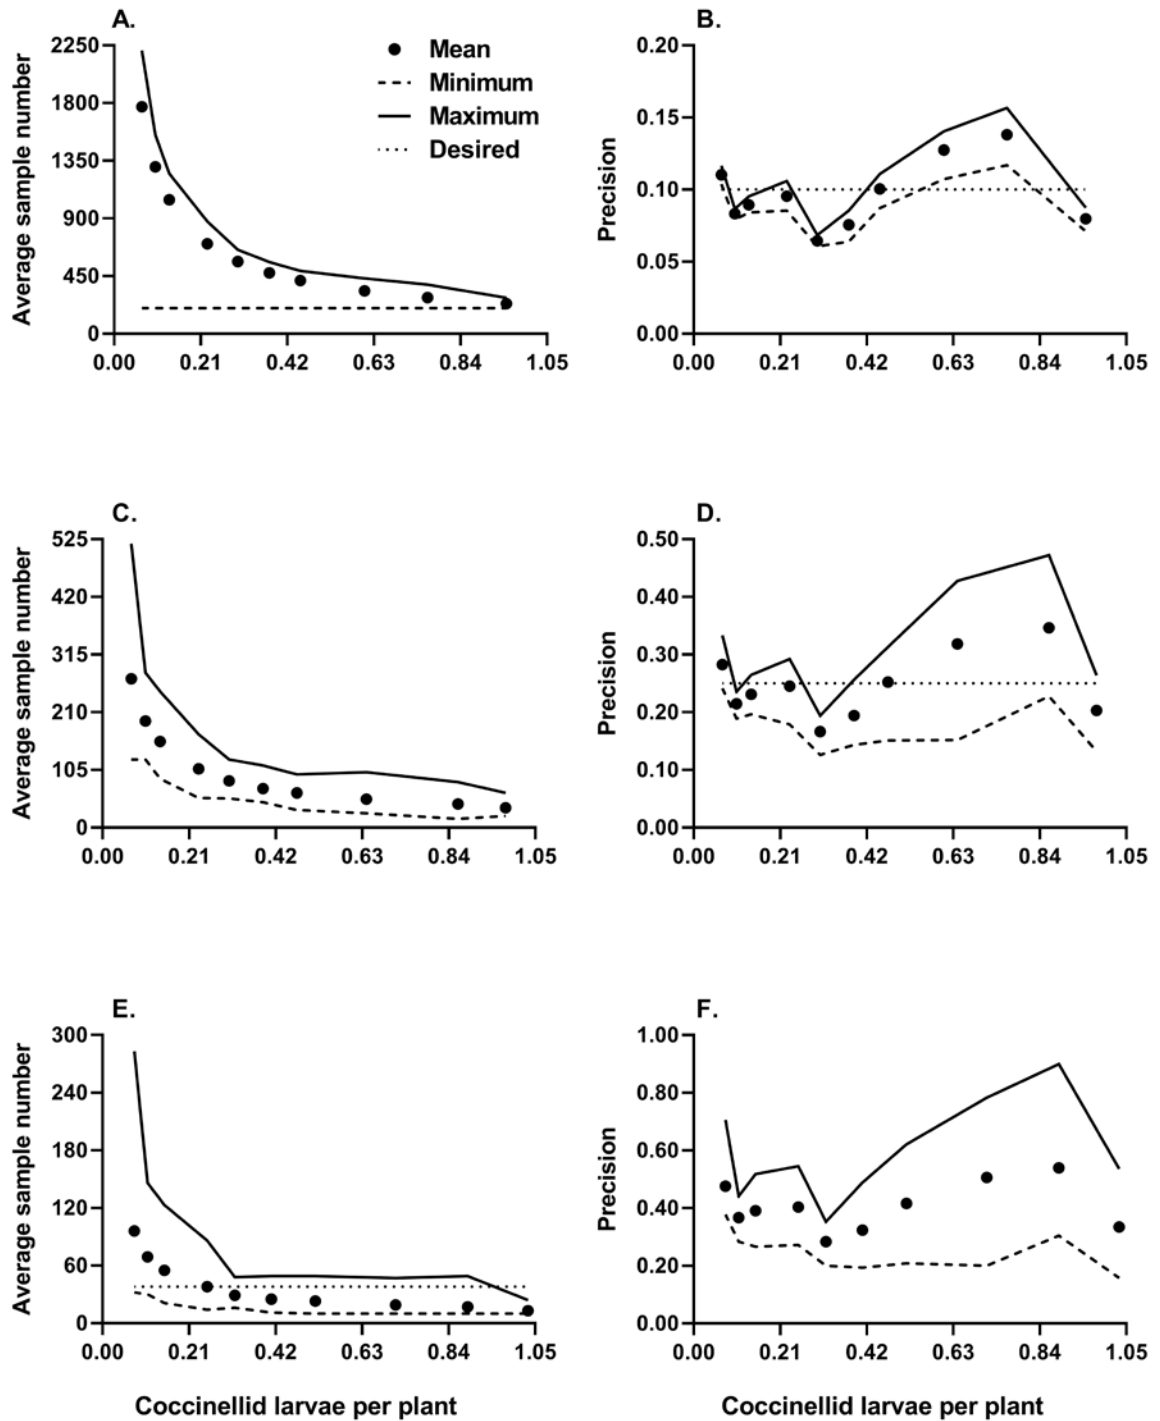 A.
B.
2250
1800
1350
900
450
0
Average sample number
Mean
Minimum
Maximum
Desired
0.00 0.21 0.42 0.63 0.84 1.05
0.20
0.15
0.10
0.05
0.00
Precision
0.00 0.21 0.42 0.63 0.84 1.05
C.
D.
525
420
315
210
105
0
Average sample number
0.00 0.21 0.42 0.63 0.84 1.05
0.50
0.40
0.30
0.20
0.10
0.00
Precision
0.00 0.21 0.42 0.63 0.84 1.05
E.
F.
300
240
180
120
60
0
Average sample number
0.00 0.21 0.42 0.63 0.84 1.05
Coccinellid larvae per plant
1.00
0.80
0.60
0.40
0.20
0.00
Precision
0.00 0.21 0.42 0.63 0.84 1.05
Coccinellid larvae per plant